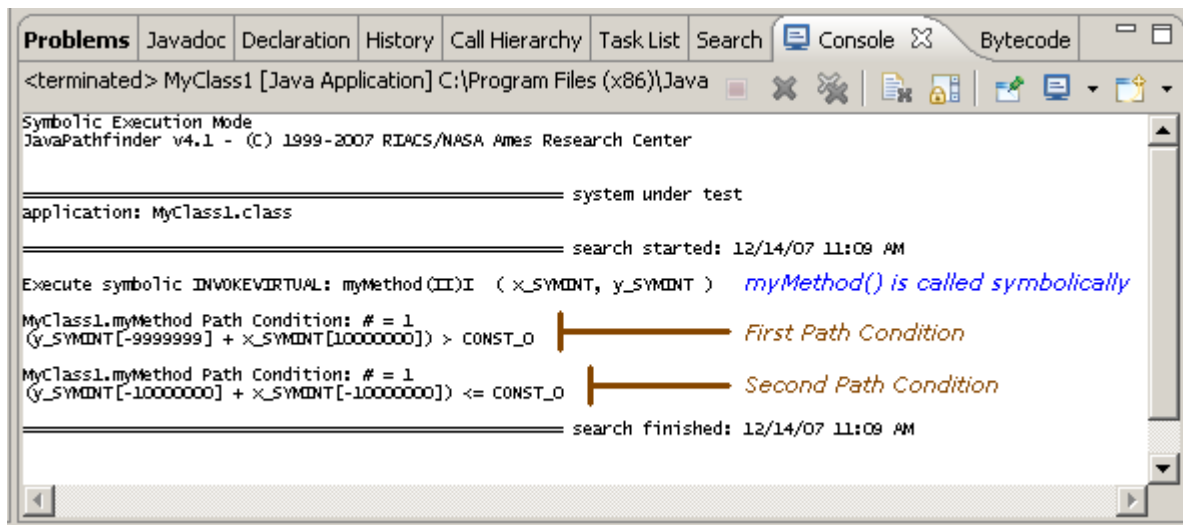 Problems Javadoc Declaration History Call Hierarchy Task List Search Console Bytecode
<terminated> MyClass1 [Java Application] C:\Program Files (x86)\Java
Symbolic Execution Mode
JavaPathfinder v4.1 - (C) 1999-2007 RIACS/NASA Ames Research Center
system under test
application: MyClass1.class
search started: 12/14/07 11:09 AM
Execute symbolic INVOKEVIRTUAL: myMethod(II)I ( x_SYMINT, y_SYMINT ) myMethod() is called symbolically
MyClass1.myMethod Path Condition: # = 1
(y_SYMINT[-9999999] + x_SYMINT[10000000]) > CONST_0 First Path Condition
MyClass1.myMethod Path Condition: # = 1
(y_SYMINT[-10000000] + x_SYMINT[-10000000]) <= CONST_0 Second Path Condition
search finished: 12/14/07 11:09 AM